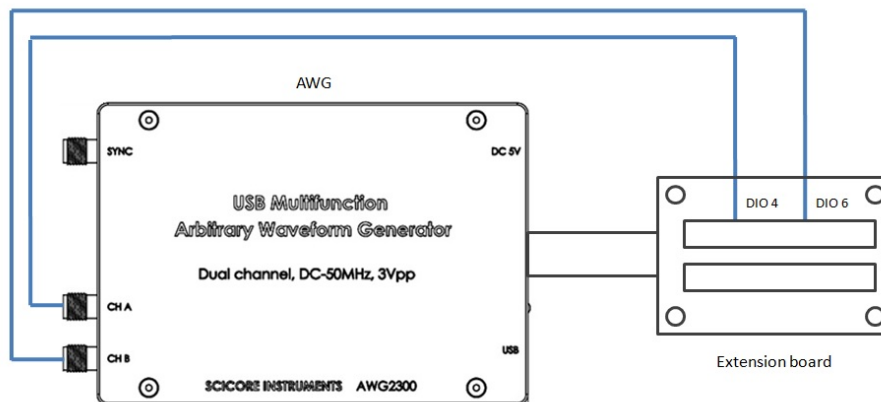 AWG
SYNC
DC 5V
USB Multifunction
Arbitrary Waveform Generator
Dual channel, DC-50MHz, 3Vpp
CH A
CH B
USB
SCICORE INSTRUMENTS AWG2300
DIO 4 DIO 6
Extension board